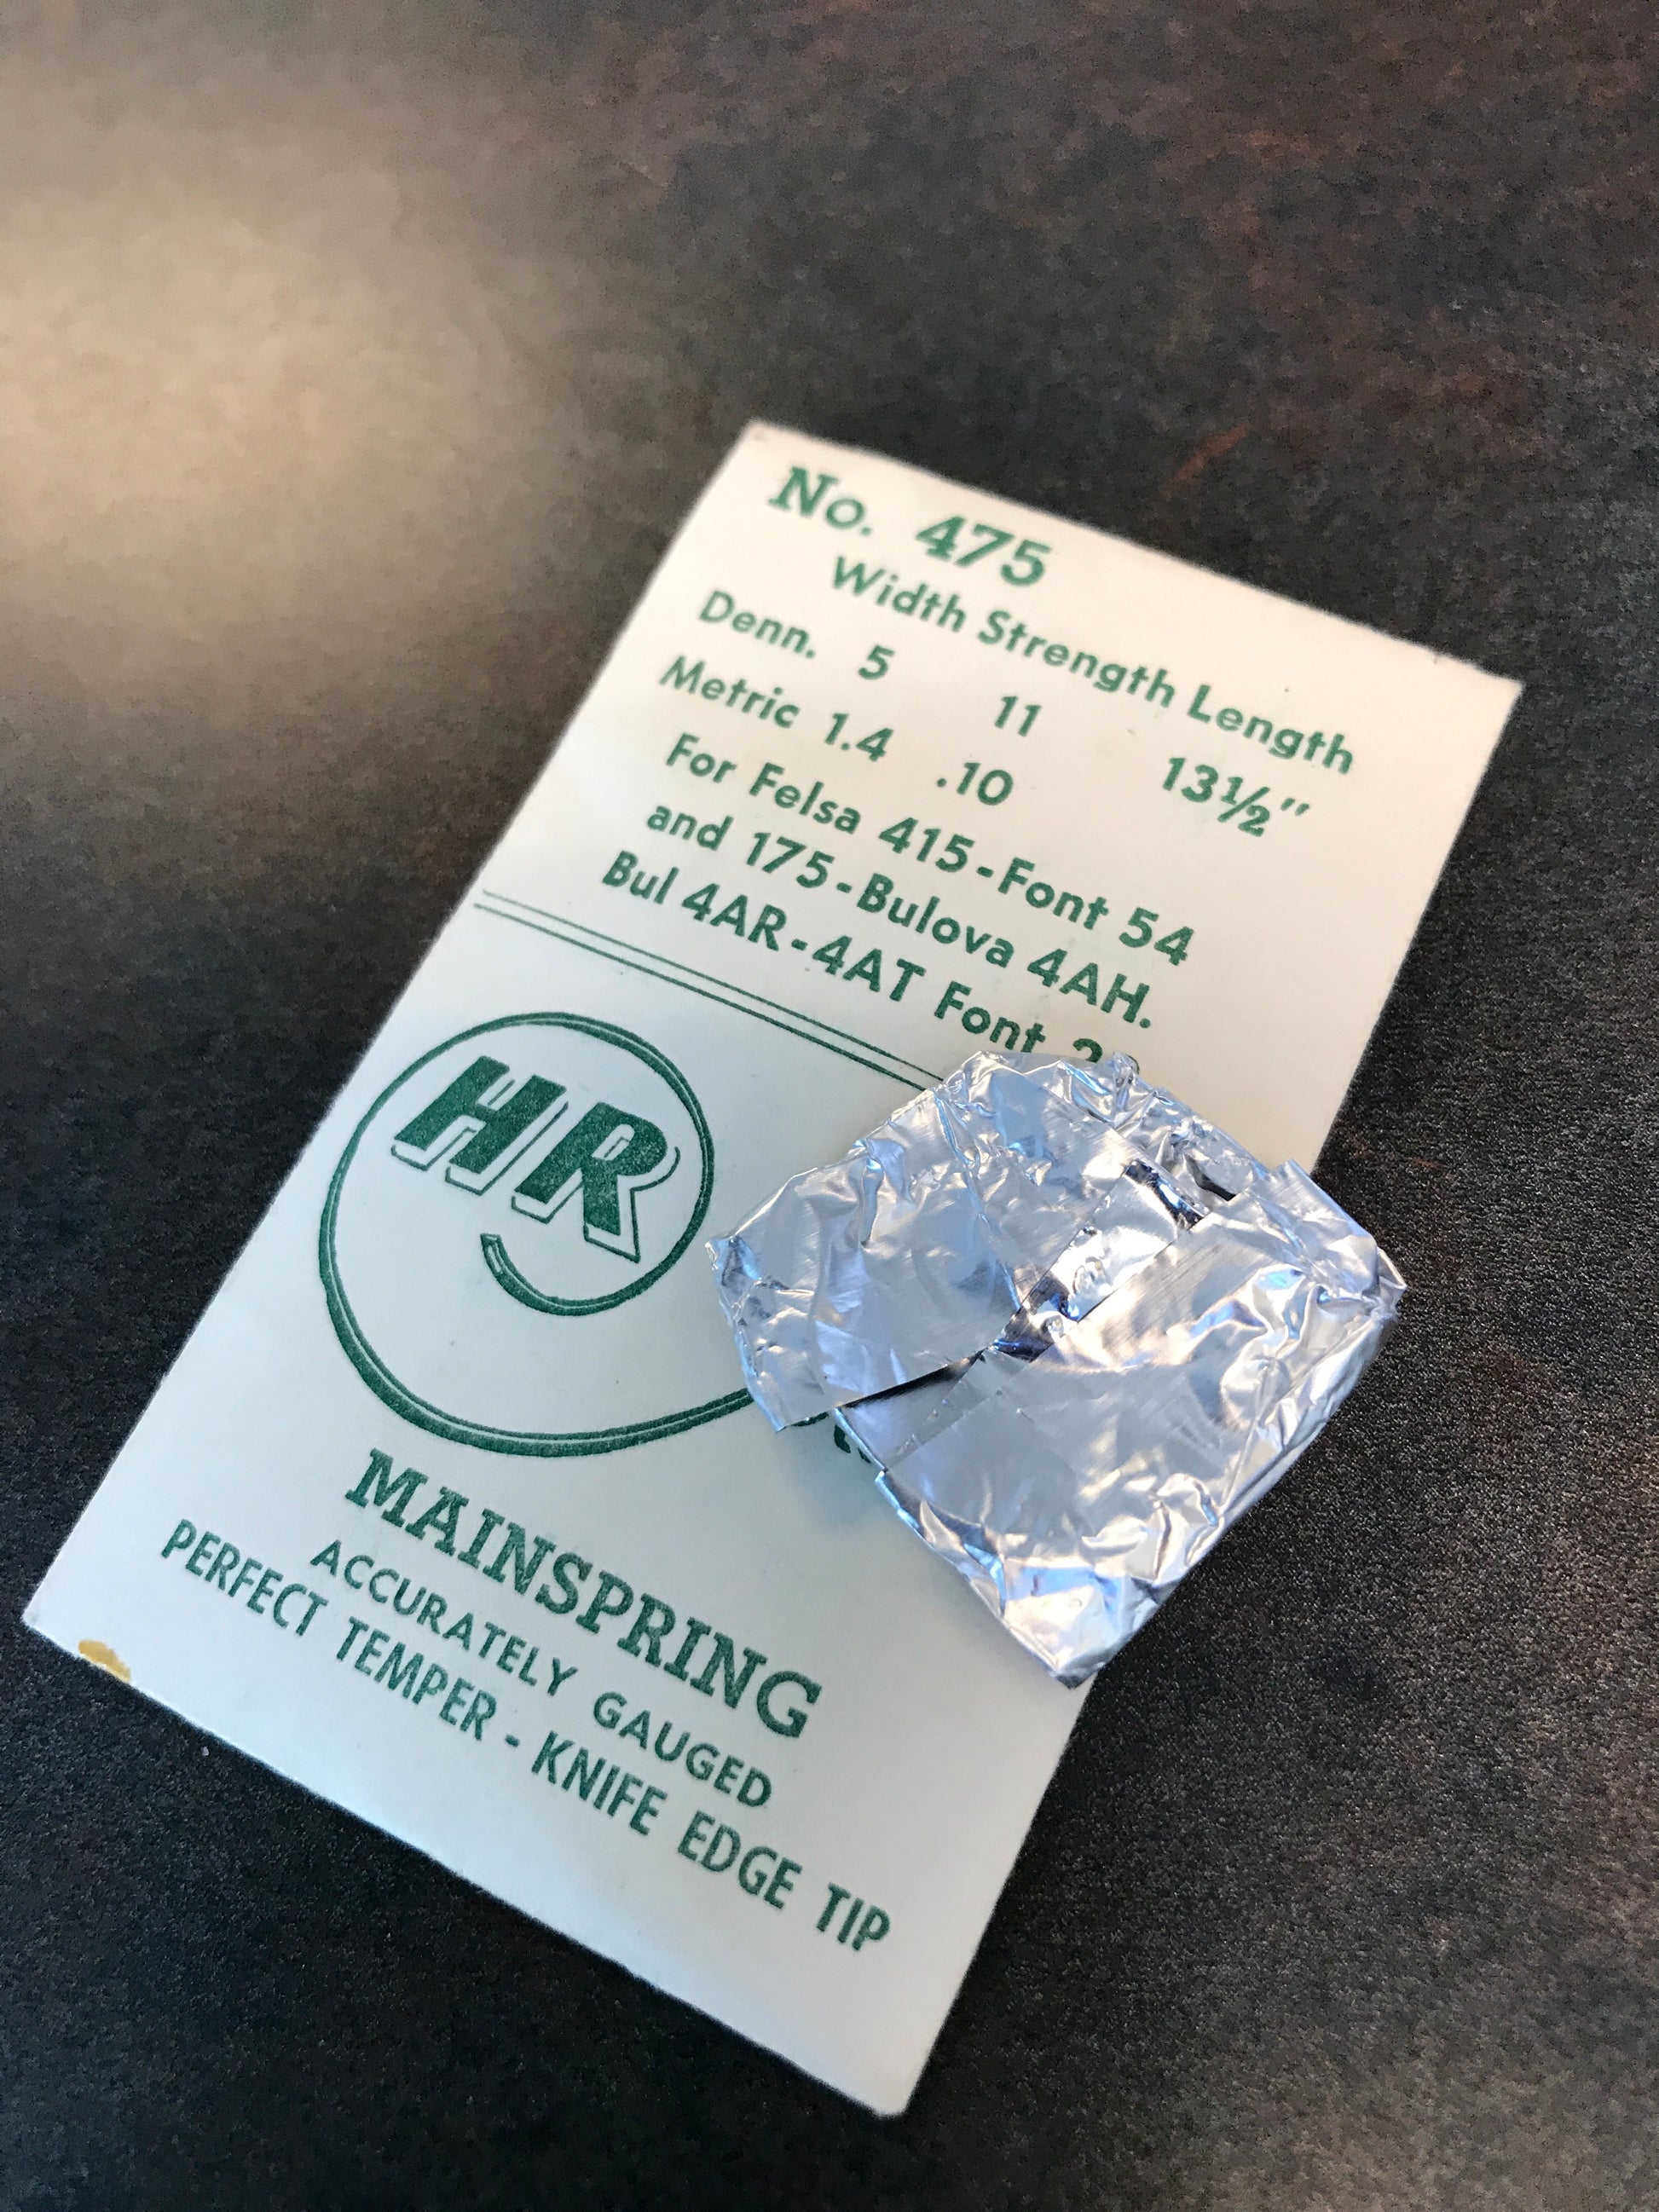 No. 475
Width Strength Length
Denn. 5 11 13½"
Metric 1.4 .10
For Felsa 415-Font 54
and 175-Bulova 4AH.
Bul 4AR-4AT Font
HR
MAINSPRING
ACCURATELY GAUGED
PERFECT TEMPER - KNIFE EDGE TIP